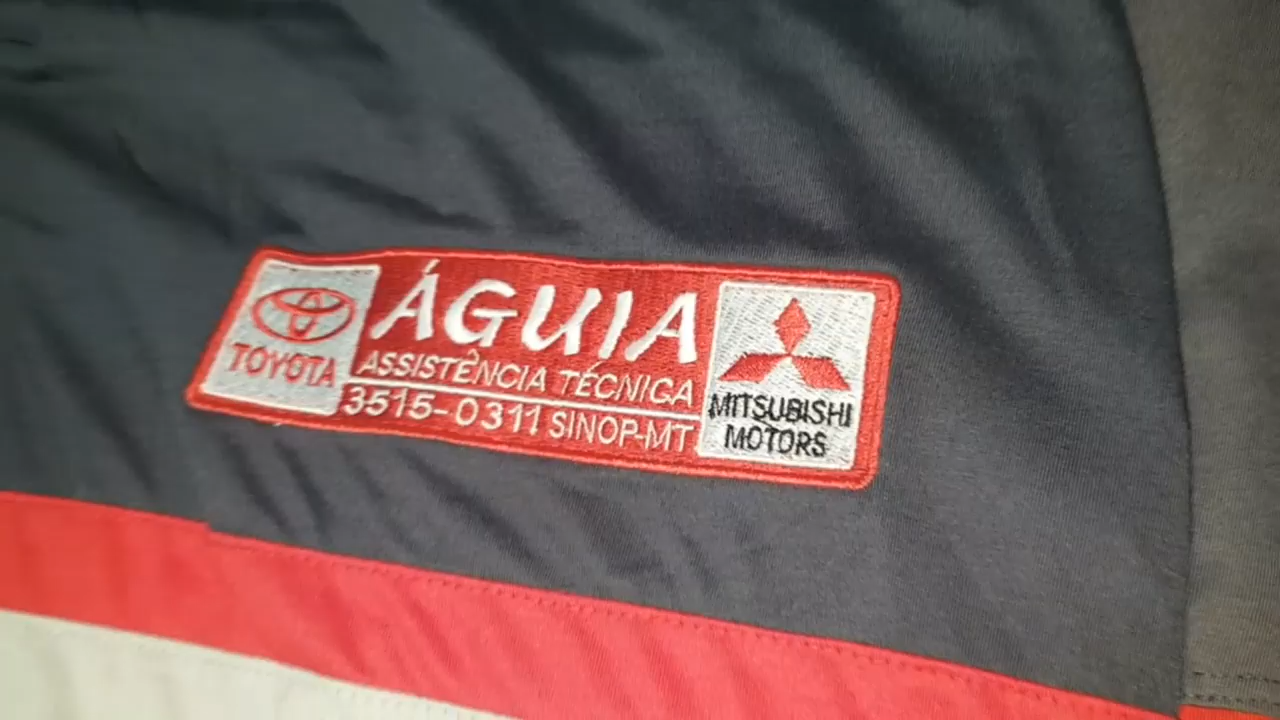 TOYOTA
ÁGUIA
ASSISTÊNCIA TÉCNICA
3515-0311 SINOP-MT
MITSUBISHI
MOTORS